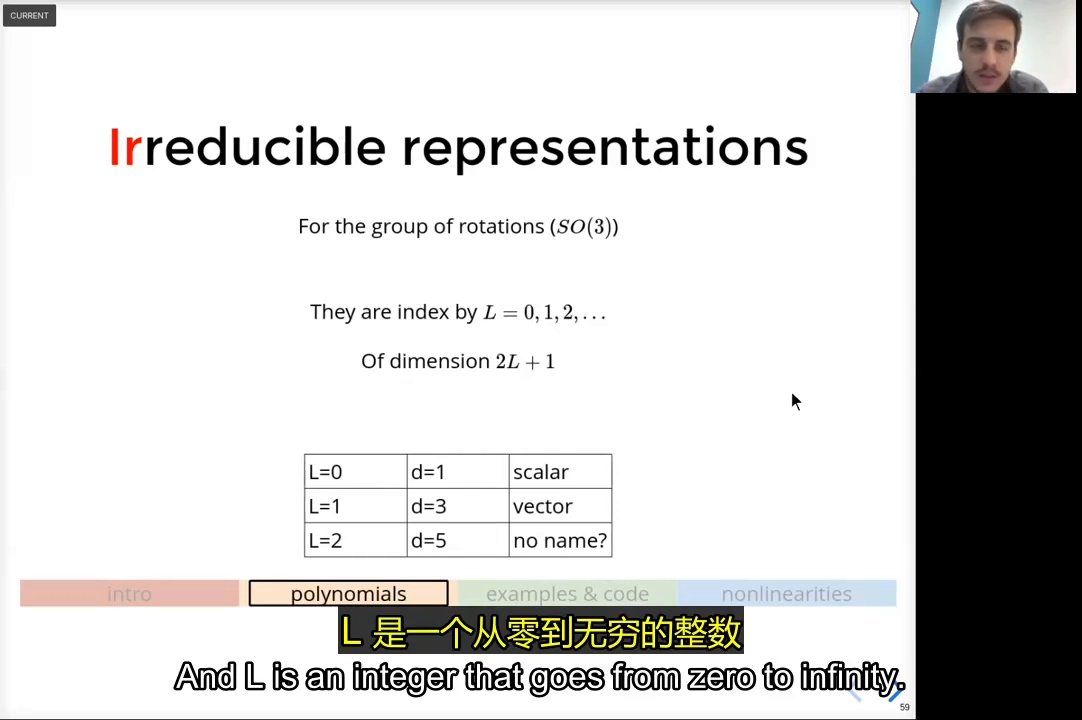 CURRENT
Irreducible representations
For the group of rotations (SO(3))
They are index by L = 0, 1, 2, . . .
Of dimension 2L + 1
L=0 d=1 scalar
L=1 d=3 vector
L=2 d=5 no name?
intro polynomials examples & code nonlinearities
L 是一个从零到无穷的整数
And L is an integer that goes from zero to infinity.
59